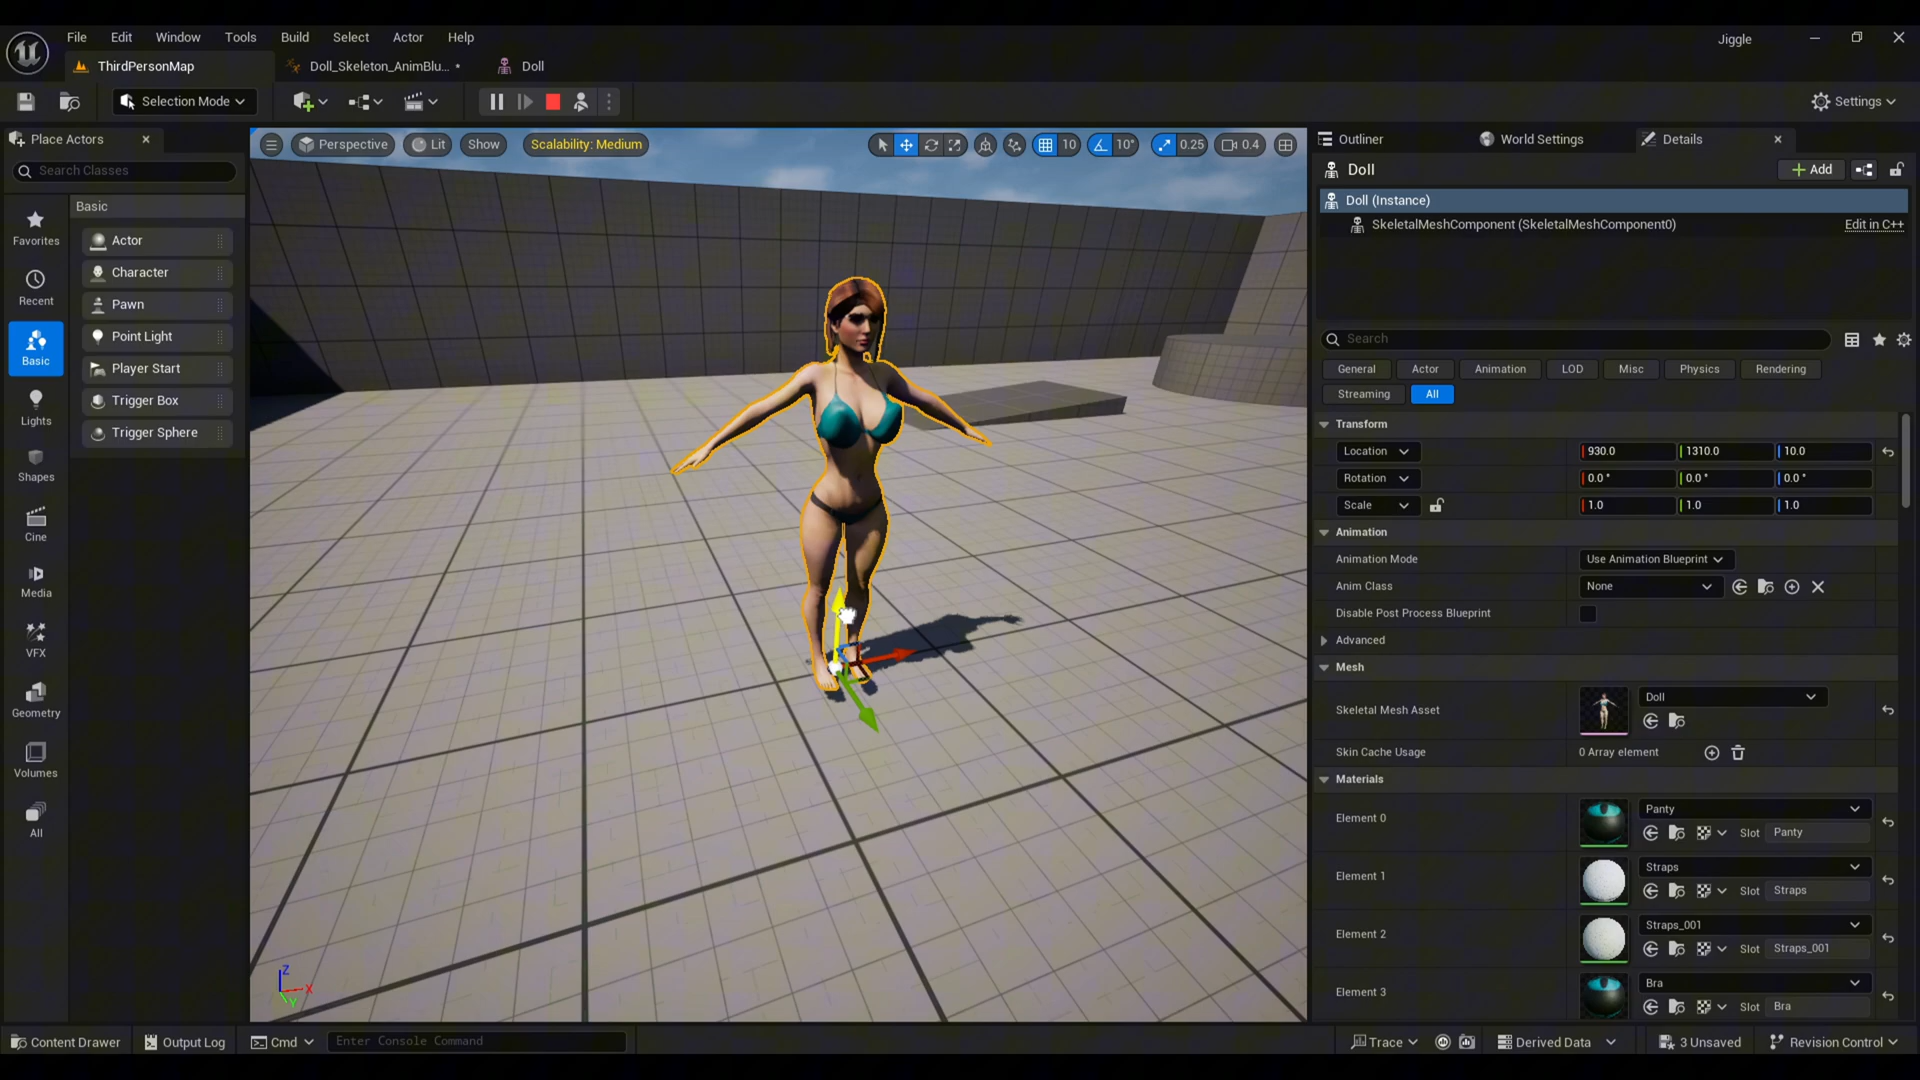 File Edit Window Tools Build Select Actor Help
Jiggle
ThirdPersonMap
Doll_Skeleton_AnimBlu...
Doll
Selection Mode
Settings
Place Actors
Search Classes
Favorites
Recent
Basic
Lights
Shapes
Cine
Media
VFX
Geometry
Volumes
All
Basic
Actor
Character
Pawn
Point Light
Player Start
Trigger Box
Trigger Sphere
Perspective
Lit
Show
Scalability: Medium
10
10°
0.25
0.4
Z
X
Y
Outliner
World Settings
Details
Doll
Add
Doll (Instance)
SkeletalMeshComponent (SkeletalMeshComponent0)
Edit in C++
Search
General Actor Animation LOD Misc Physics Rendering
Streaming All
Transform
Location 930.0 1310.0 10.0
Rotation 0.0 ° 0.0 ° 0.0 °
Scale 1.0 1.0 1.0
Animation
Animation Mode Use Animation Blueprint
Anim Class None
Disable Post Process Blueprint
Advanced
Mesh
Skeletal Mesh Asset Doll
Skin Cache Usage 0 Array element
Materials
Element 0 Panty
Slot Panty
Element 1 Straps
Slot Straps
Element 2 Straps_001
Slot Straps_001
Element 3 Bra
Slot Bra
Content Drawer
Output Log
Cmd
Enter Console Command
Trace
Derived Data
3 Unsaved
Revision Control